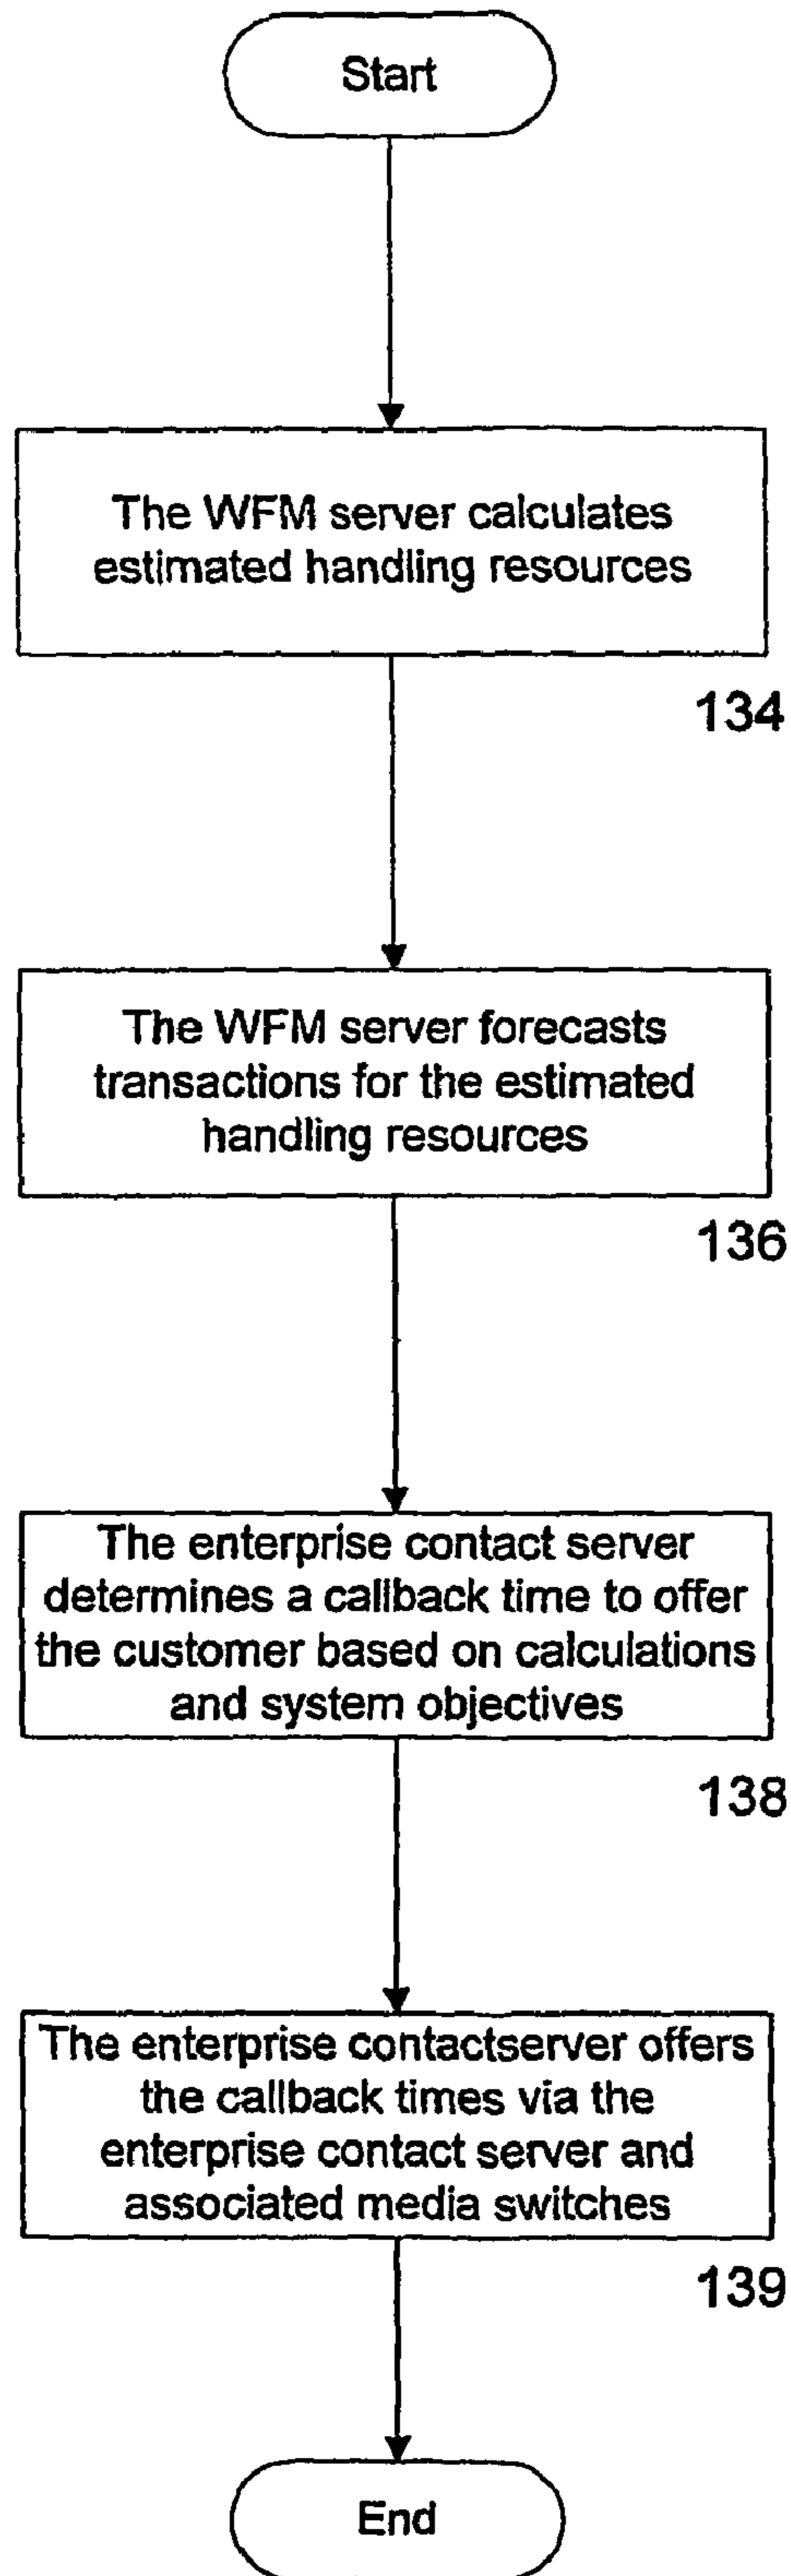 Start
The WFM server calculates
estimated handling resources
134
The WFM server forecasts
transactions for the estimated
handling resources
136
The enterprise contact server
determines a callback time to offer
the customer based on calculations
and system objectives
138
The enterprise contactserver offers
the callback times via the
enterprise contact server and
associated media switches
139
End